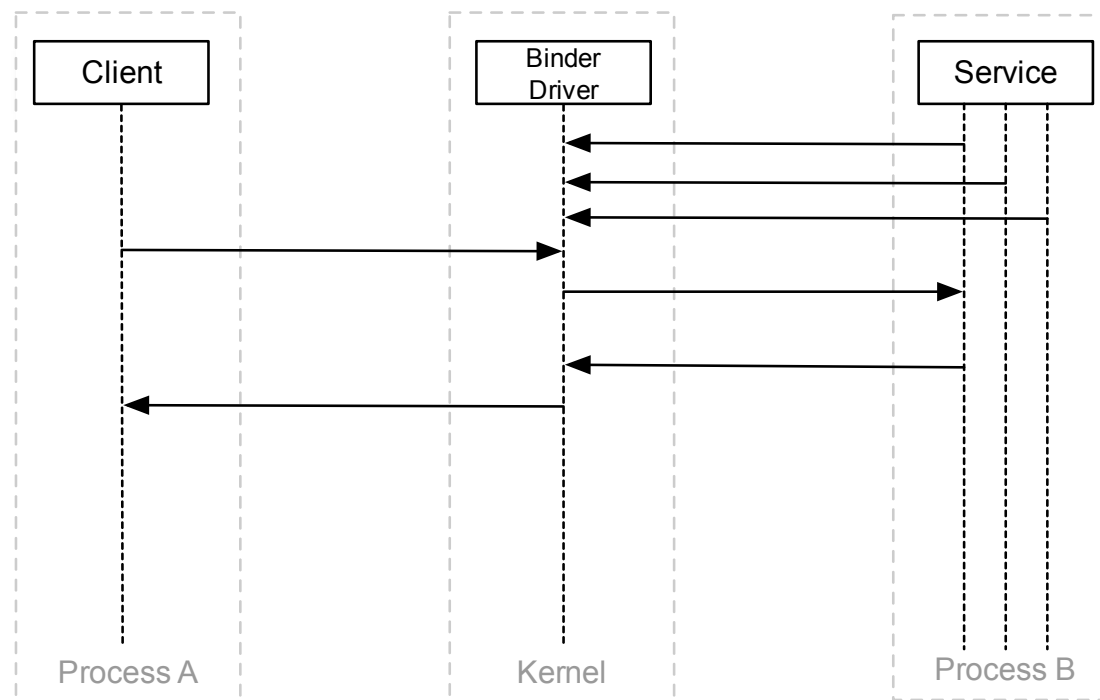 Client
Binder
Driver
Service
Process A
Kernel
Process B